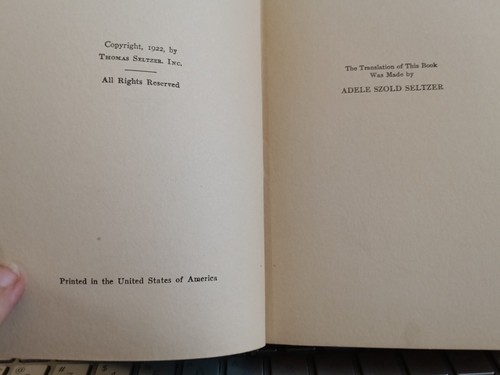 Copyright, 1922, by
Thomas Seltzer, Inc.
All Rights Reserved
Printed in the United States of America
The Translation of This Book
Was Made by
ADELE SZOLD SELTZER